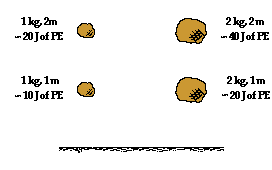 1 kg, 2m
~ 20 J of PE
2 kg, 2m
~ 40 J of PE
1 kg, 1m
~ 10 J of PE
2 kg, 1m
~ 20 J of PE